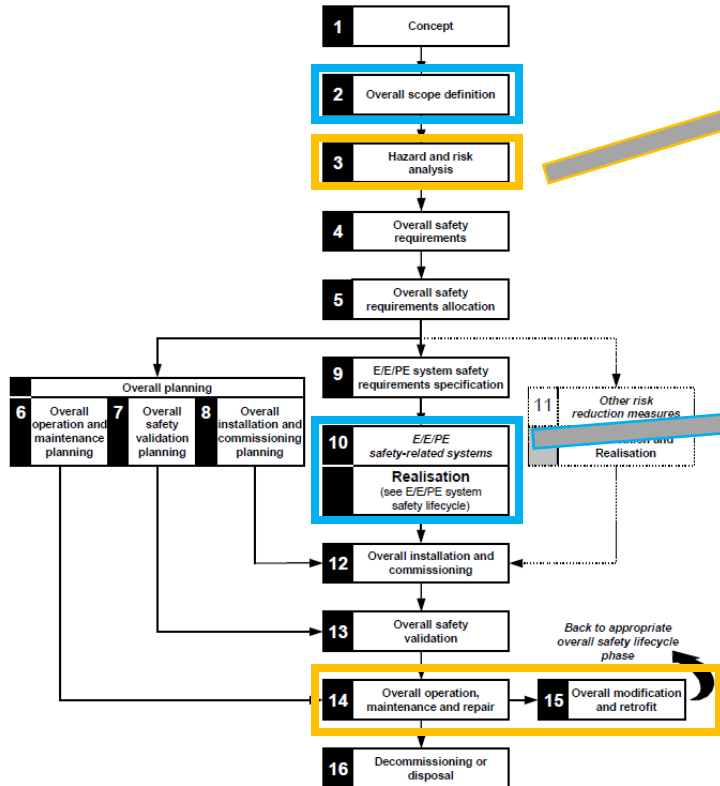 1
Concept
2
Overall scope definition
3
Hazard and risk
analysis
4
Overall safety
requirements
5
Overall safety
requirements allocation
9
E/E/PE system safety
requirements specification
Overall planning
6
Overall
operation and
maintenance
planning
7
Overall
safety
validation
planning
8
Overall
installation and
commissioning
planning
10
E/E/PE
safety-related systems
Realisation
(see E/E/PE system
safety lifecycle)
11
Other risk
reduction measures
and
Realisation
12
Overall installation and
commissioning
13
Overall safety
validation
Back to appropriate
overall safety lifecycle
phase
14
Overall operation,
maintenance and repair
15
Overall modification
and retrofit
16
Decommissioning or
disposal